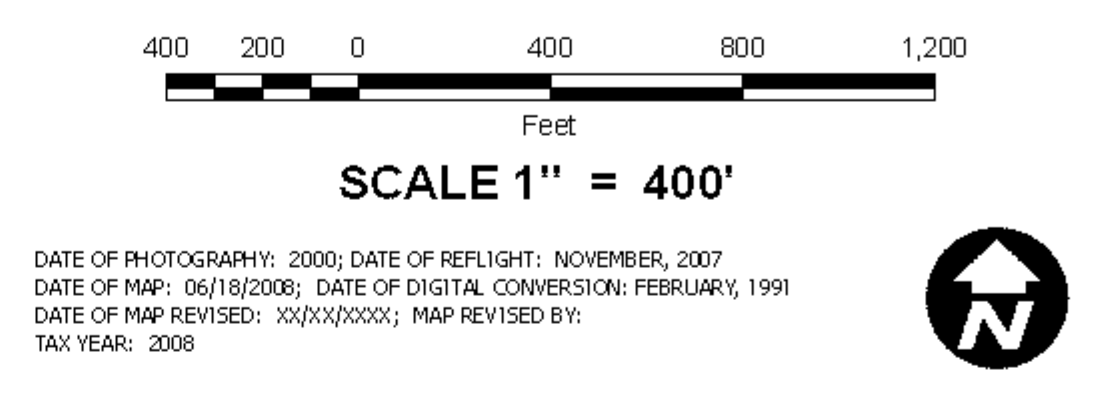 400 200 0 400 800 1,200
Feet
SCALE 1" = 400'
DATE OF PHOTOGRAPHY: 2000; DATE OF REFLIGHT: NOVEMBER, 2007
DATE OF MAP: 06/18/2008; DATE OF DIGITAL CONVERSION: FEBRUARY, 1991
DATE OF MAP REVISED: XX/XX/XXXX; MAP REVISED BY:
TAX YEAR: 2008
N